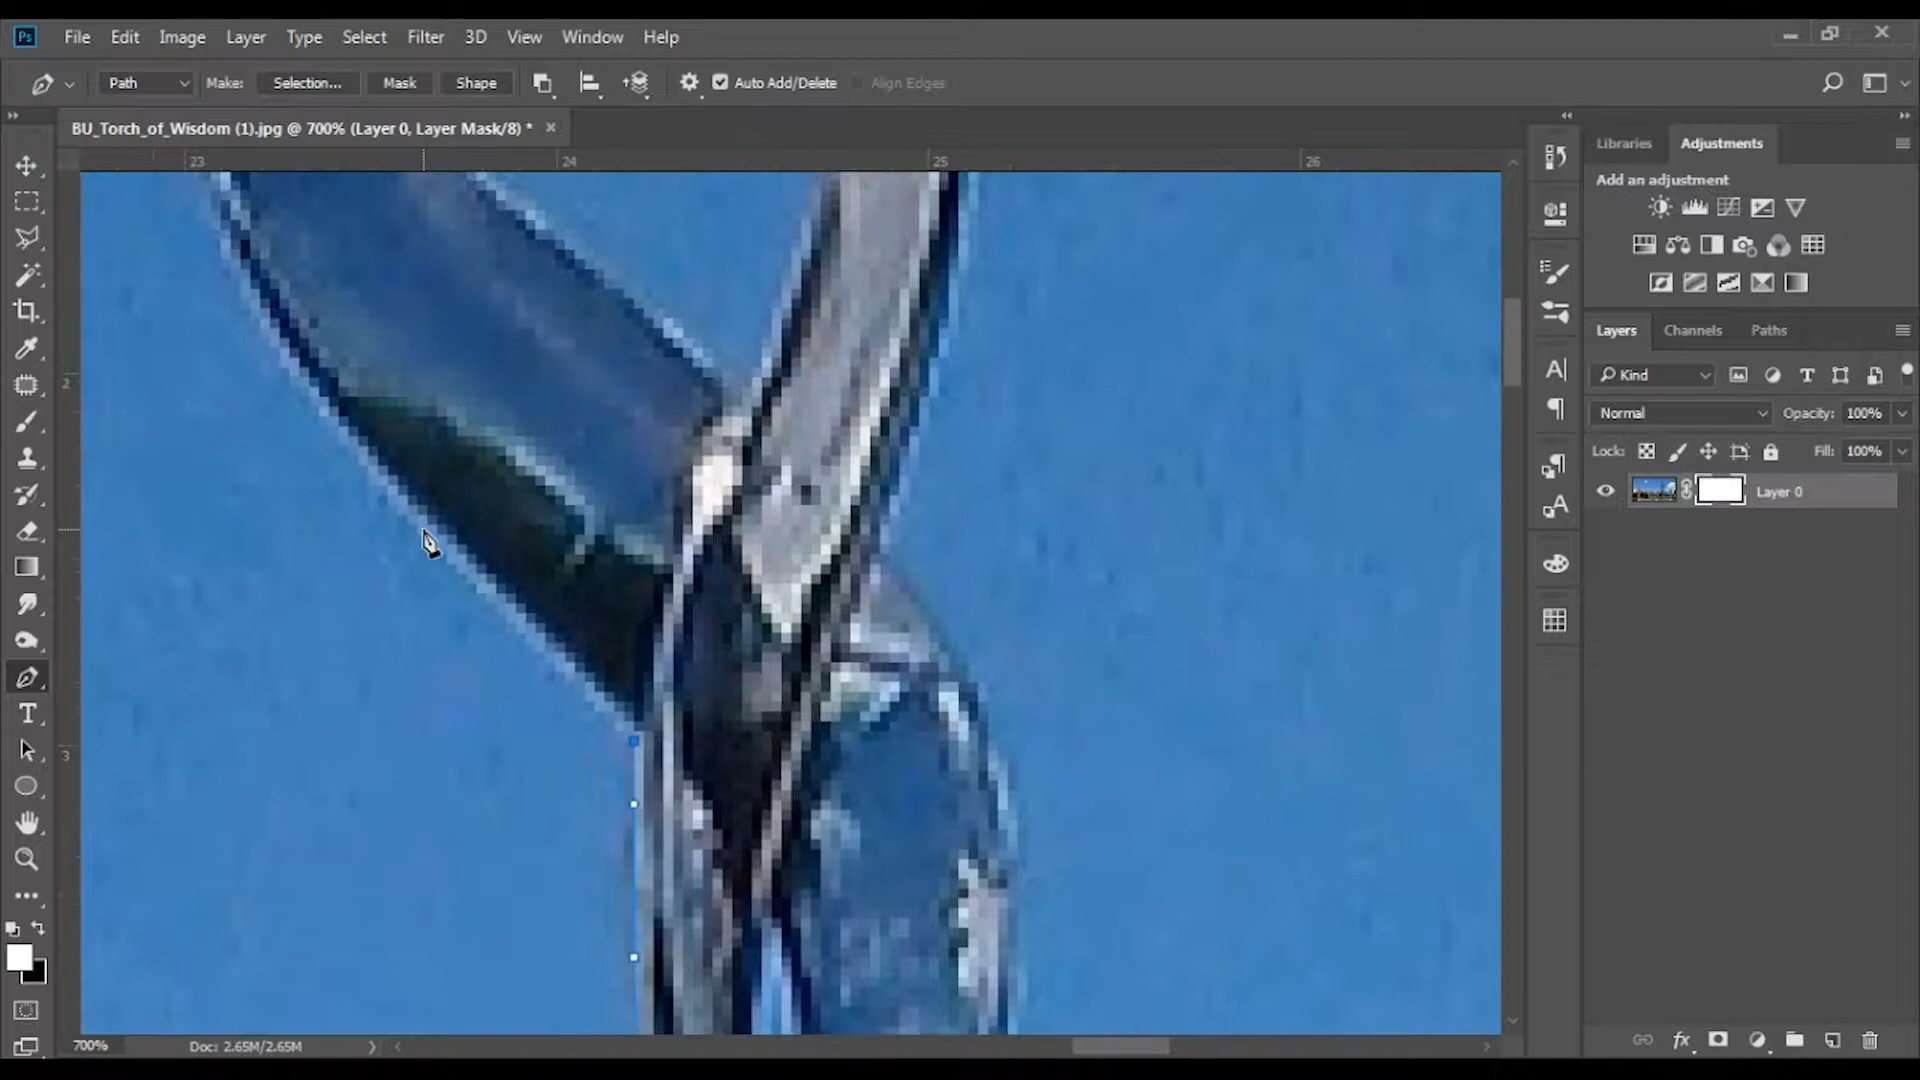 Ps File Edit Image Layer Type Select Filter 3D View Window Help
Path Make: Selection... Mask Shape Auto Add/Delete Align Edges
BU_Torch_of_Wisdom (1).jpg @ 700% (Layer 0, Layer Mask/8) * ×
23 24 25 26
2
3
Libraries Adjustments
Add an adjustment
Layers Channels Paths
Kind
Normal Opacity: 100%
Lock: Fill: 100%
Layer 0
700% Doc: 2.65M/2.65M